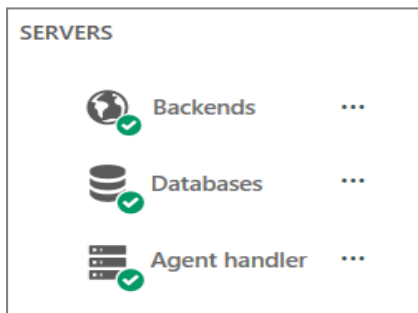 SERVERS
Backends ...
Databases ...
Agent handler ...